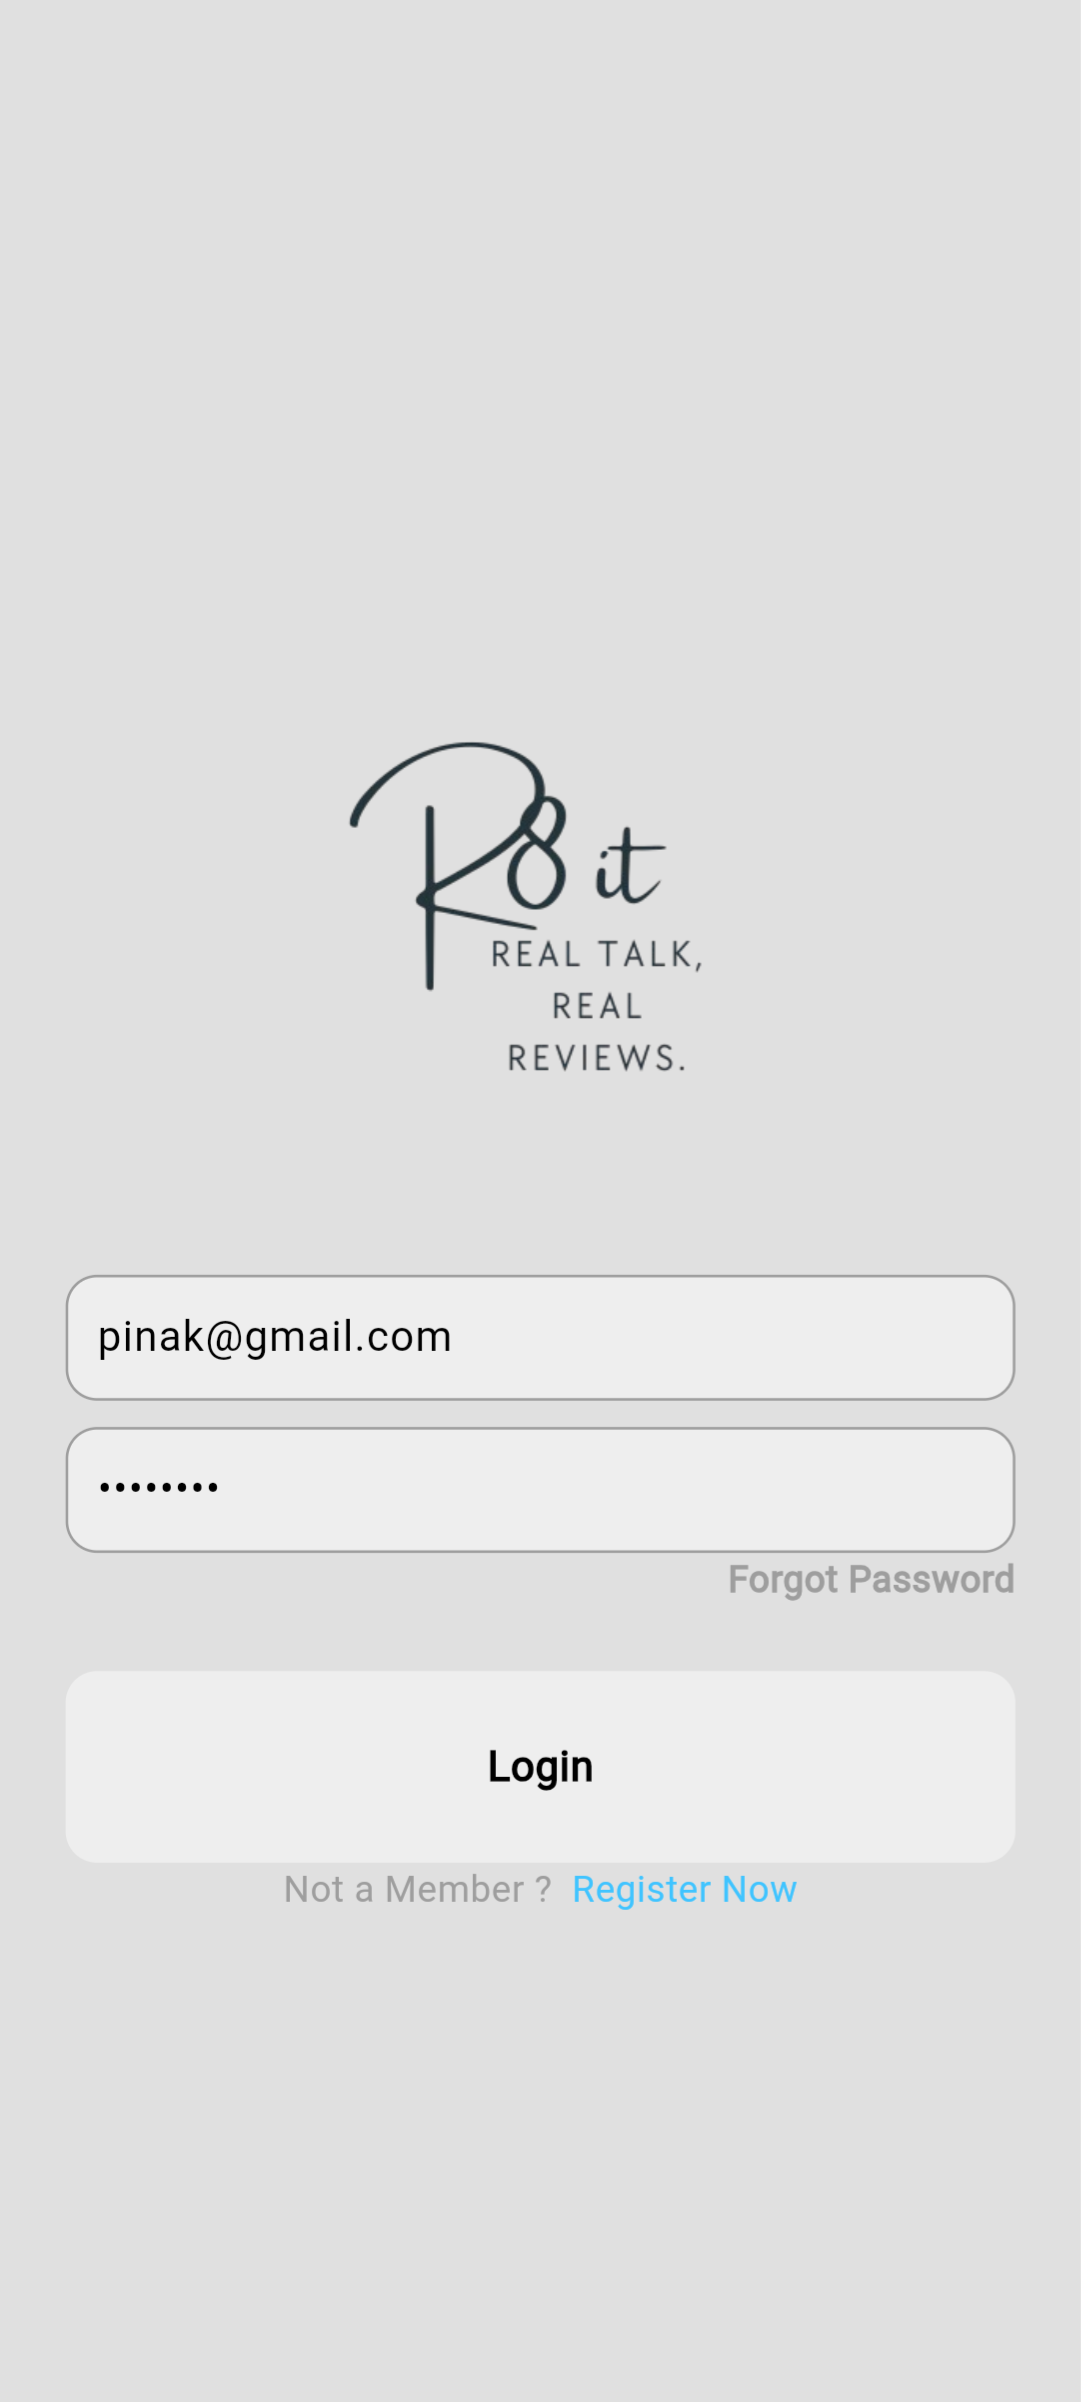 R8 it
REAL TALK,
REAL
REVIEWS.
pinak@gmail.com
••••••••
Forgot Password
Login
Not a Member ? Register Now